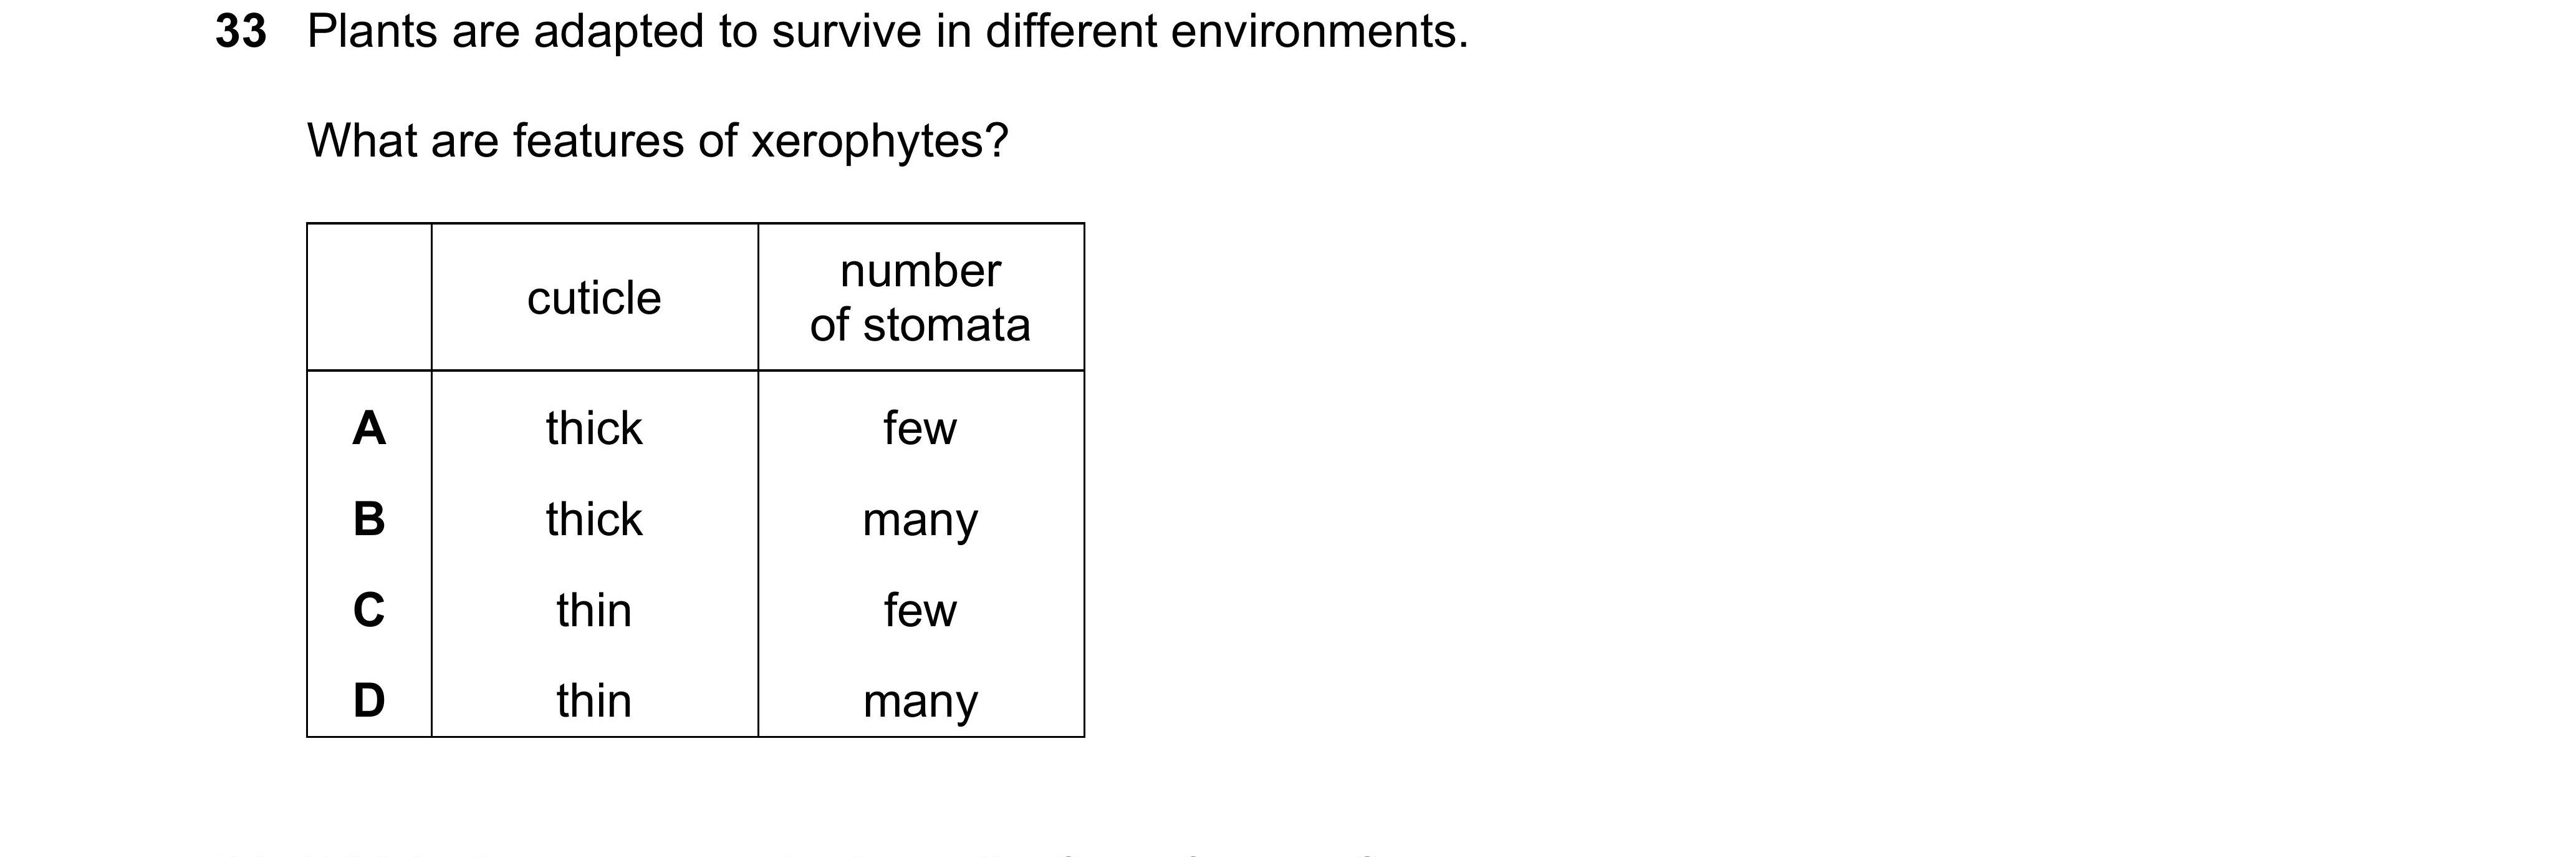 33 Plants are adapted to survive in different environments.
What are features of xerophytes?
cuticle number
of stomata
A thick few
B thick many
C thin few
D thin many